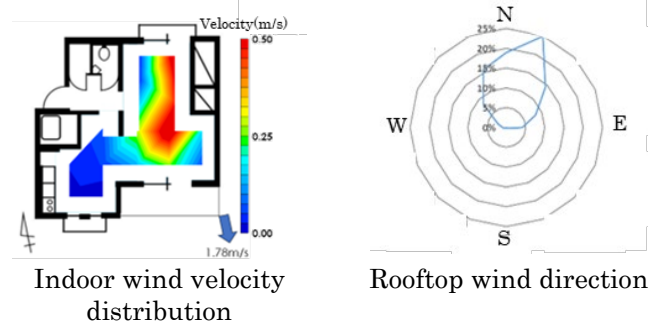 Velocity(m/s)
0.50
0.25
0.00
1.78m/s
Indoor wind velocity
distribution
N
25%
20%
15%
10%
5%
0%
W
E
S
Rooftop wind direction